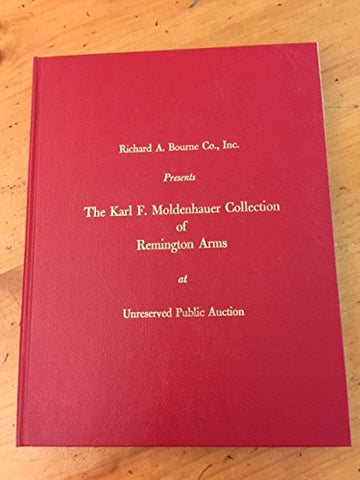 Richard A. Bourne Co., Inc.
Presents
The Karl F. Moldenhauer Collection
of
Remington Arms
at
Unreserved Public Auction